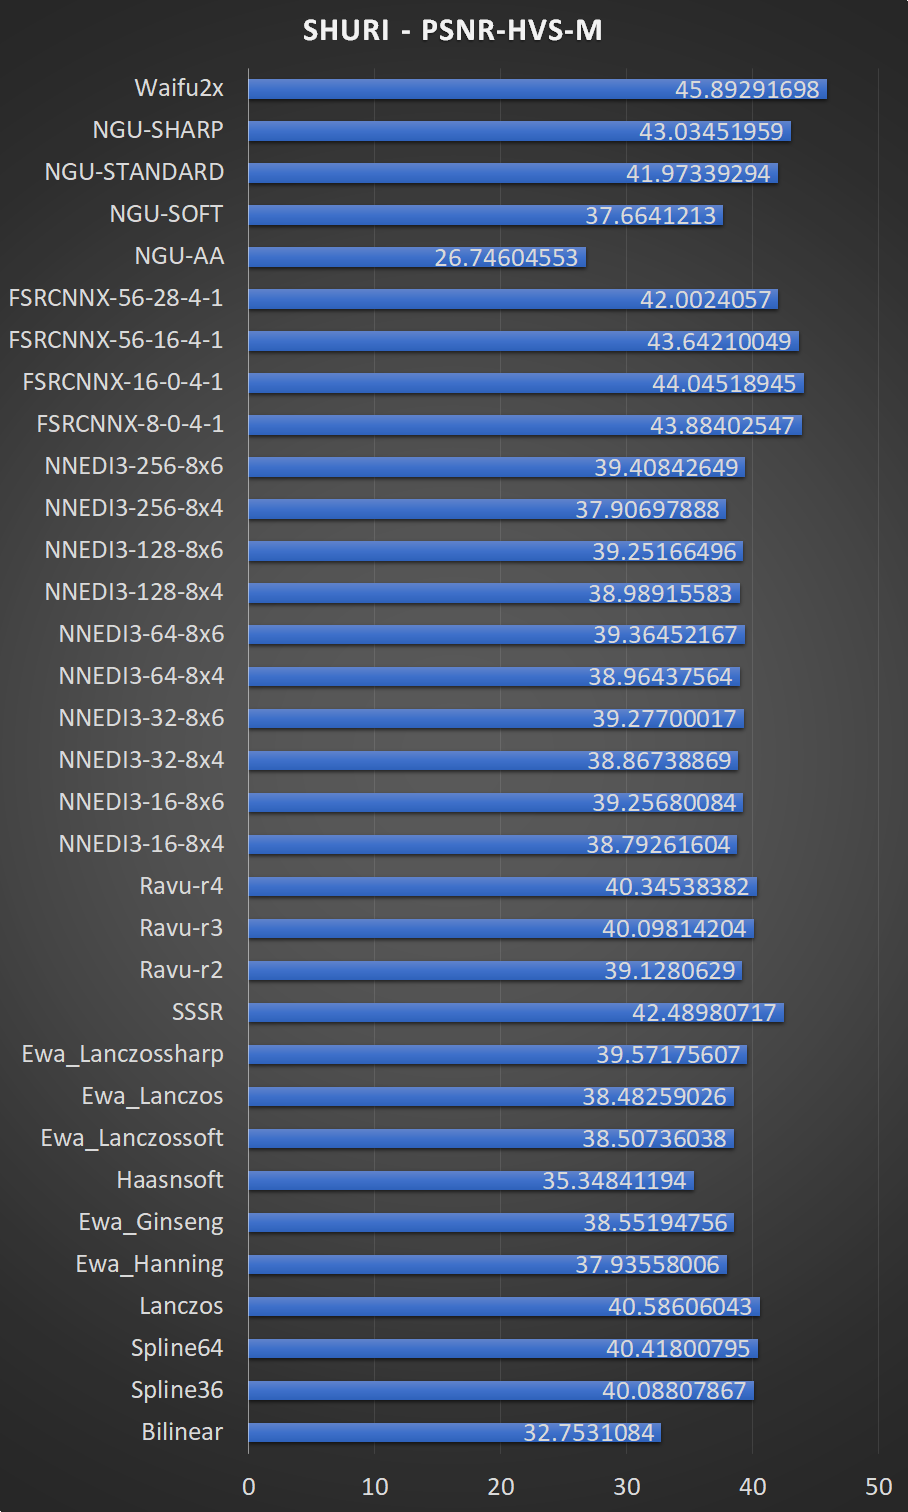 SHURI - PSNR-HVS-M
Waifu2x 45.89291698
NGU-SHARP 43.03451959
NGU-STANDARD 41.97339294
NGU-SOFT 37.6641213
NGU-AA 26.74604553
FSRCNNX-56-28-4-1 42.0024057
FSRCNNX-56-16-4-1 43.64210049
FSRCNNX-16-0-4-1 44.04518945
FSRCNNX-8-0-4-1 43.88402547
NNEDI3-256-8x6 39.40842649
NNEDI3-256-8x4 37.90697888
NNEDI3-128-8x6 39.25166496
NNEDI3-128-8x4 38.98915583
NNEDI3-64-8x6 39.36452167
NNEDI3-64-8x4 38.96437564
NNEDI3-32-8x6 39.27700017
NNEDI3-32-8x4 38.86738869
NNEDI3-16-8x6 39.25680084
NNEDI3-16-8x4 38.79261604
Ravu-r4 40.34538382
Ravu-r3 40.09814204
Ravu-r2 39.1280629
SSSR 42.48980717
Ewa_Lanczossharp 39.57175607
Ewa_Lanczos 38.48259026
Ewa_Lanczossoft 38.50736038
Haasnsoft 35.34841194
Ewa_Ginseng 38.55194756
Ewa_Hanning 37.93558006
Lanczos 40.58606043
Spline64 40.41800795
Spline36 40.08807867
Bilinear 32.7531084
0 10 20 30 40 50